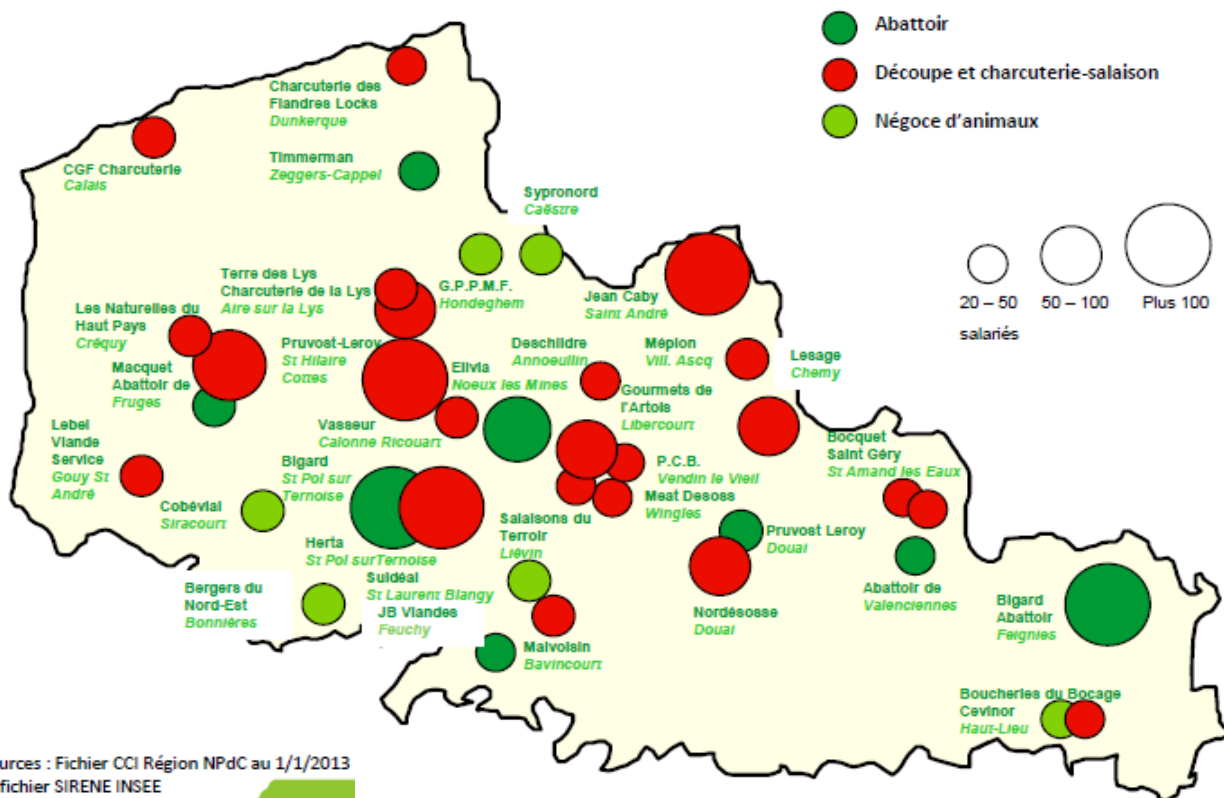 Abattoir
Découpe et charcuterie-salaison
Négoce d'animaux
20 – 50
50 – 100
Plus 100
salariés
Charcuterie des
Flandres Locks
Dunkerque
CGF Charcuterie
Calais
Timmerman
Zeggers-Cappel
Sypronord
Caëstre
Terre des Lys
Charcuterie de la Lys
Aire sur la Lys
G.P.P.M.F.
Hondeghem
Jean Caby
Saint André
Les Naturelles du
Haut Pays
Créquy
Macquet
Abattoir de
Fruges
Pruvost-Leroy
St Hilaire
Cottes
Elivia
Noeux les Mines
Deschildre
Annoeullin
Mépion
Vill. Ascq
Lesage
Chemy
Gourmets de
l'Artois
Libercourt
Lebel
Viande
Service
Gouy St
André
Vasseur
Calonne Ricouart
Bocquet
Saint Géry
St Amand les Eaux
Bigard
St Pol sur
Ternoise
P.C.B.
Vendin le Vieil
Meat Desoss
Wingles
Cobévial
Siracourt
Salaisons du
Terroir
Liévin
Pruvost Leroy
Douai
Herta
St Pol sur Ternoise
Suidéal
St Laurent Blangy
JB Viandes
Feuchy
Bergers du
Nord-Est
Bonnières
Abattoir de
Valenciennes
Nordésosse
Douai
Bigard
Abattoir
Feignies
Malvoisin
Bavincourt
Boucheries du Bocage
Cevinor
Haut-Lieu
urces : Fichier CCI Région NPdC au 1/1/2013
fichier SIRENE INSEE